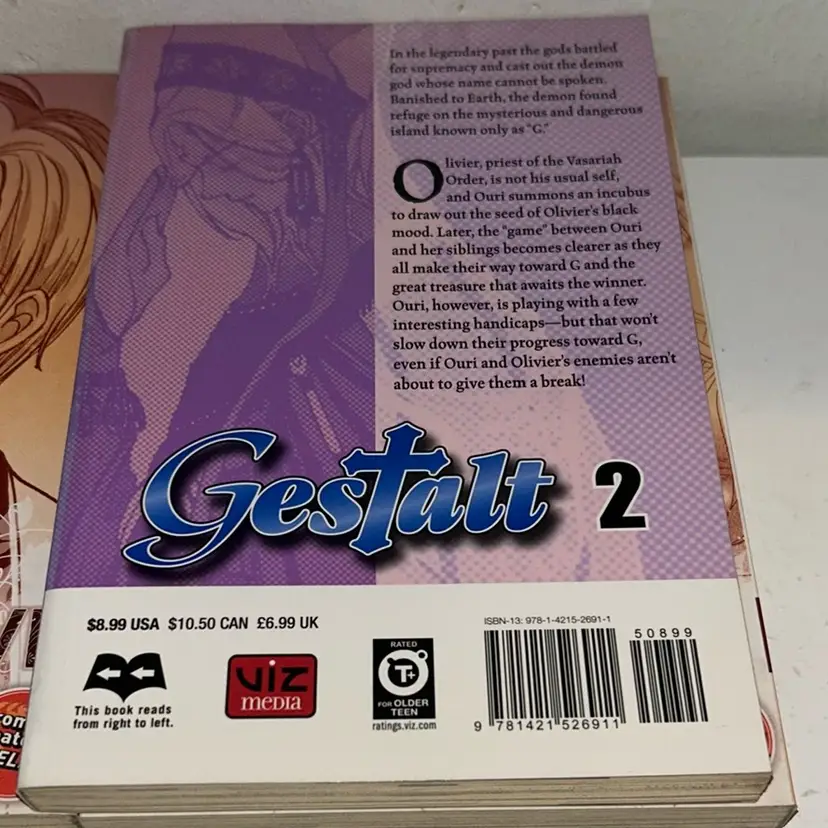 In the legendary past the gods battled
for supremacy and cast out the demon
god whose name cannot be spoken.
Banished to Earth, the demon found
refuge on the mysterious and dangerous
island known only as "G."
Olivier, priest of the Vasariah
Order, is not his usual self,
and Ouri summons an incubus
to draw out the seed of Olivier's black
mood. Later, the "game" between Ouri
and her siblings becomes clearer as they
all make their way toward G and the
great treasure that awaits the winner.
Ouri, however, is playing with a few
interesting handicaps—but that won't
slow down their progress toward G,
even if Ouri and Olivier's enemies aren't
about to give them a break!
Gestalt 2
$8.99 USA $10.50 CAN £6.99 UK
This book reads
from right to left.
viz
media
RATED
T+
FOR OLDER
TEEN
ratings.viz.com
ISBN-13: 978-1-4215-2691-1
50899
9 781421 526911